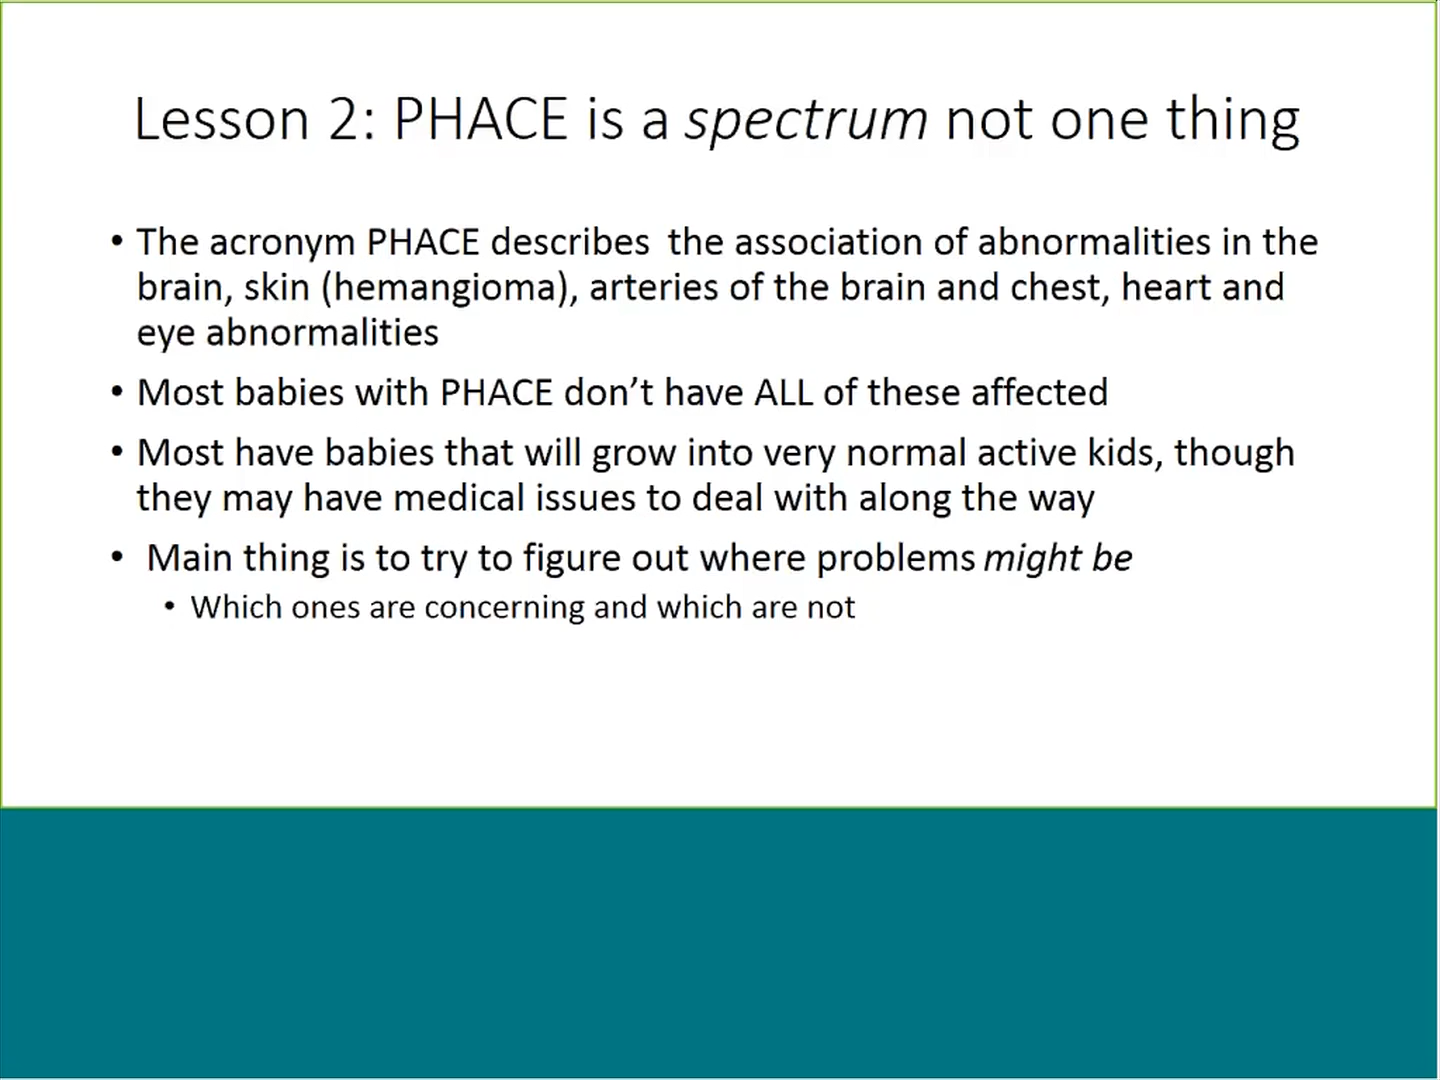 Lesson 2: PHACE is a spectrum not one thing
• The acronym PHACE describes  the association of abnormalities in the
brain, skin (hemangioma), arteries of the brain and chest, heart and
eye abnormalities
• Most babies with PHACE don’t have ALL of these affected
• Most have babies that will grow into very normal active kids, though
they may have medical issues to deal with along the way
• Main thing is to try to figure out where problems might be
• Which ones are concerning and which are not